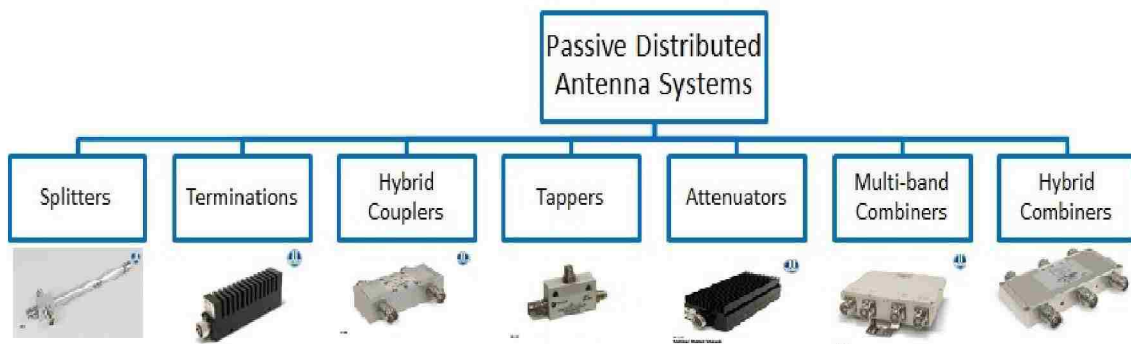 Passive Distributed
Antenna Systems
Splitters
Terminations
Hybrid
Couplers
Tappers
Attenuators
Multi-band
Combiners
Hybrid
Combiners